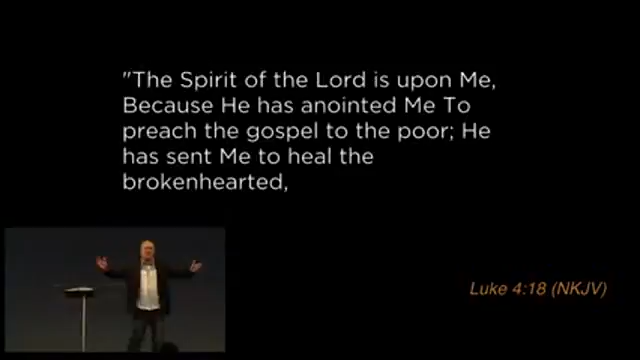 "The Spirit of the Lord is upon Me,
Because He has anointed Me To
preach the gospel to the poor; He
has sent Me to heal the
brokenhearted,
Luke 4:18 (NKJV)